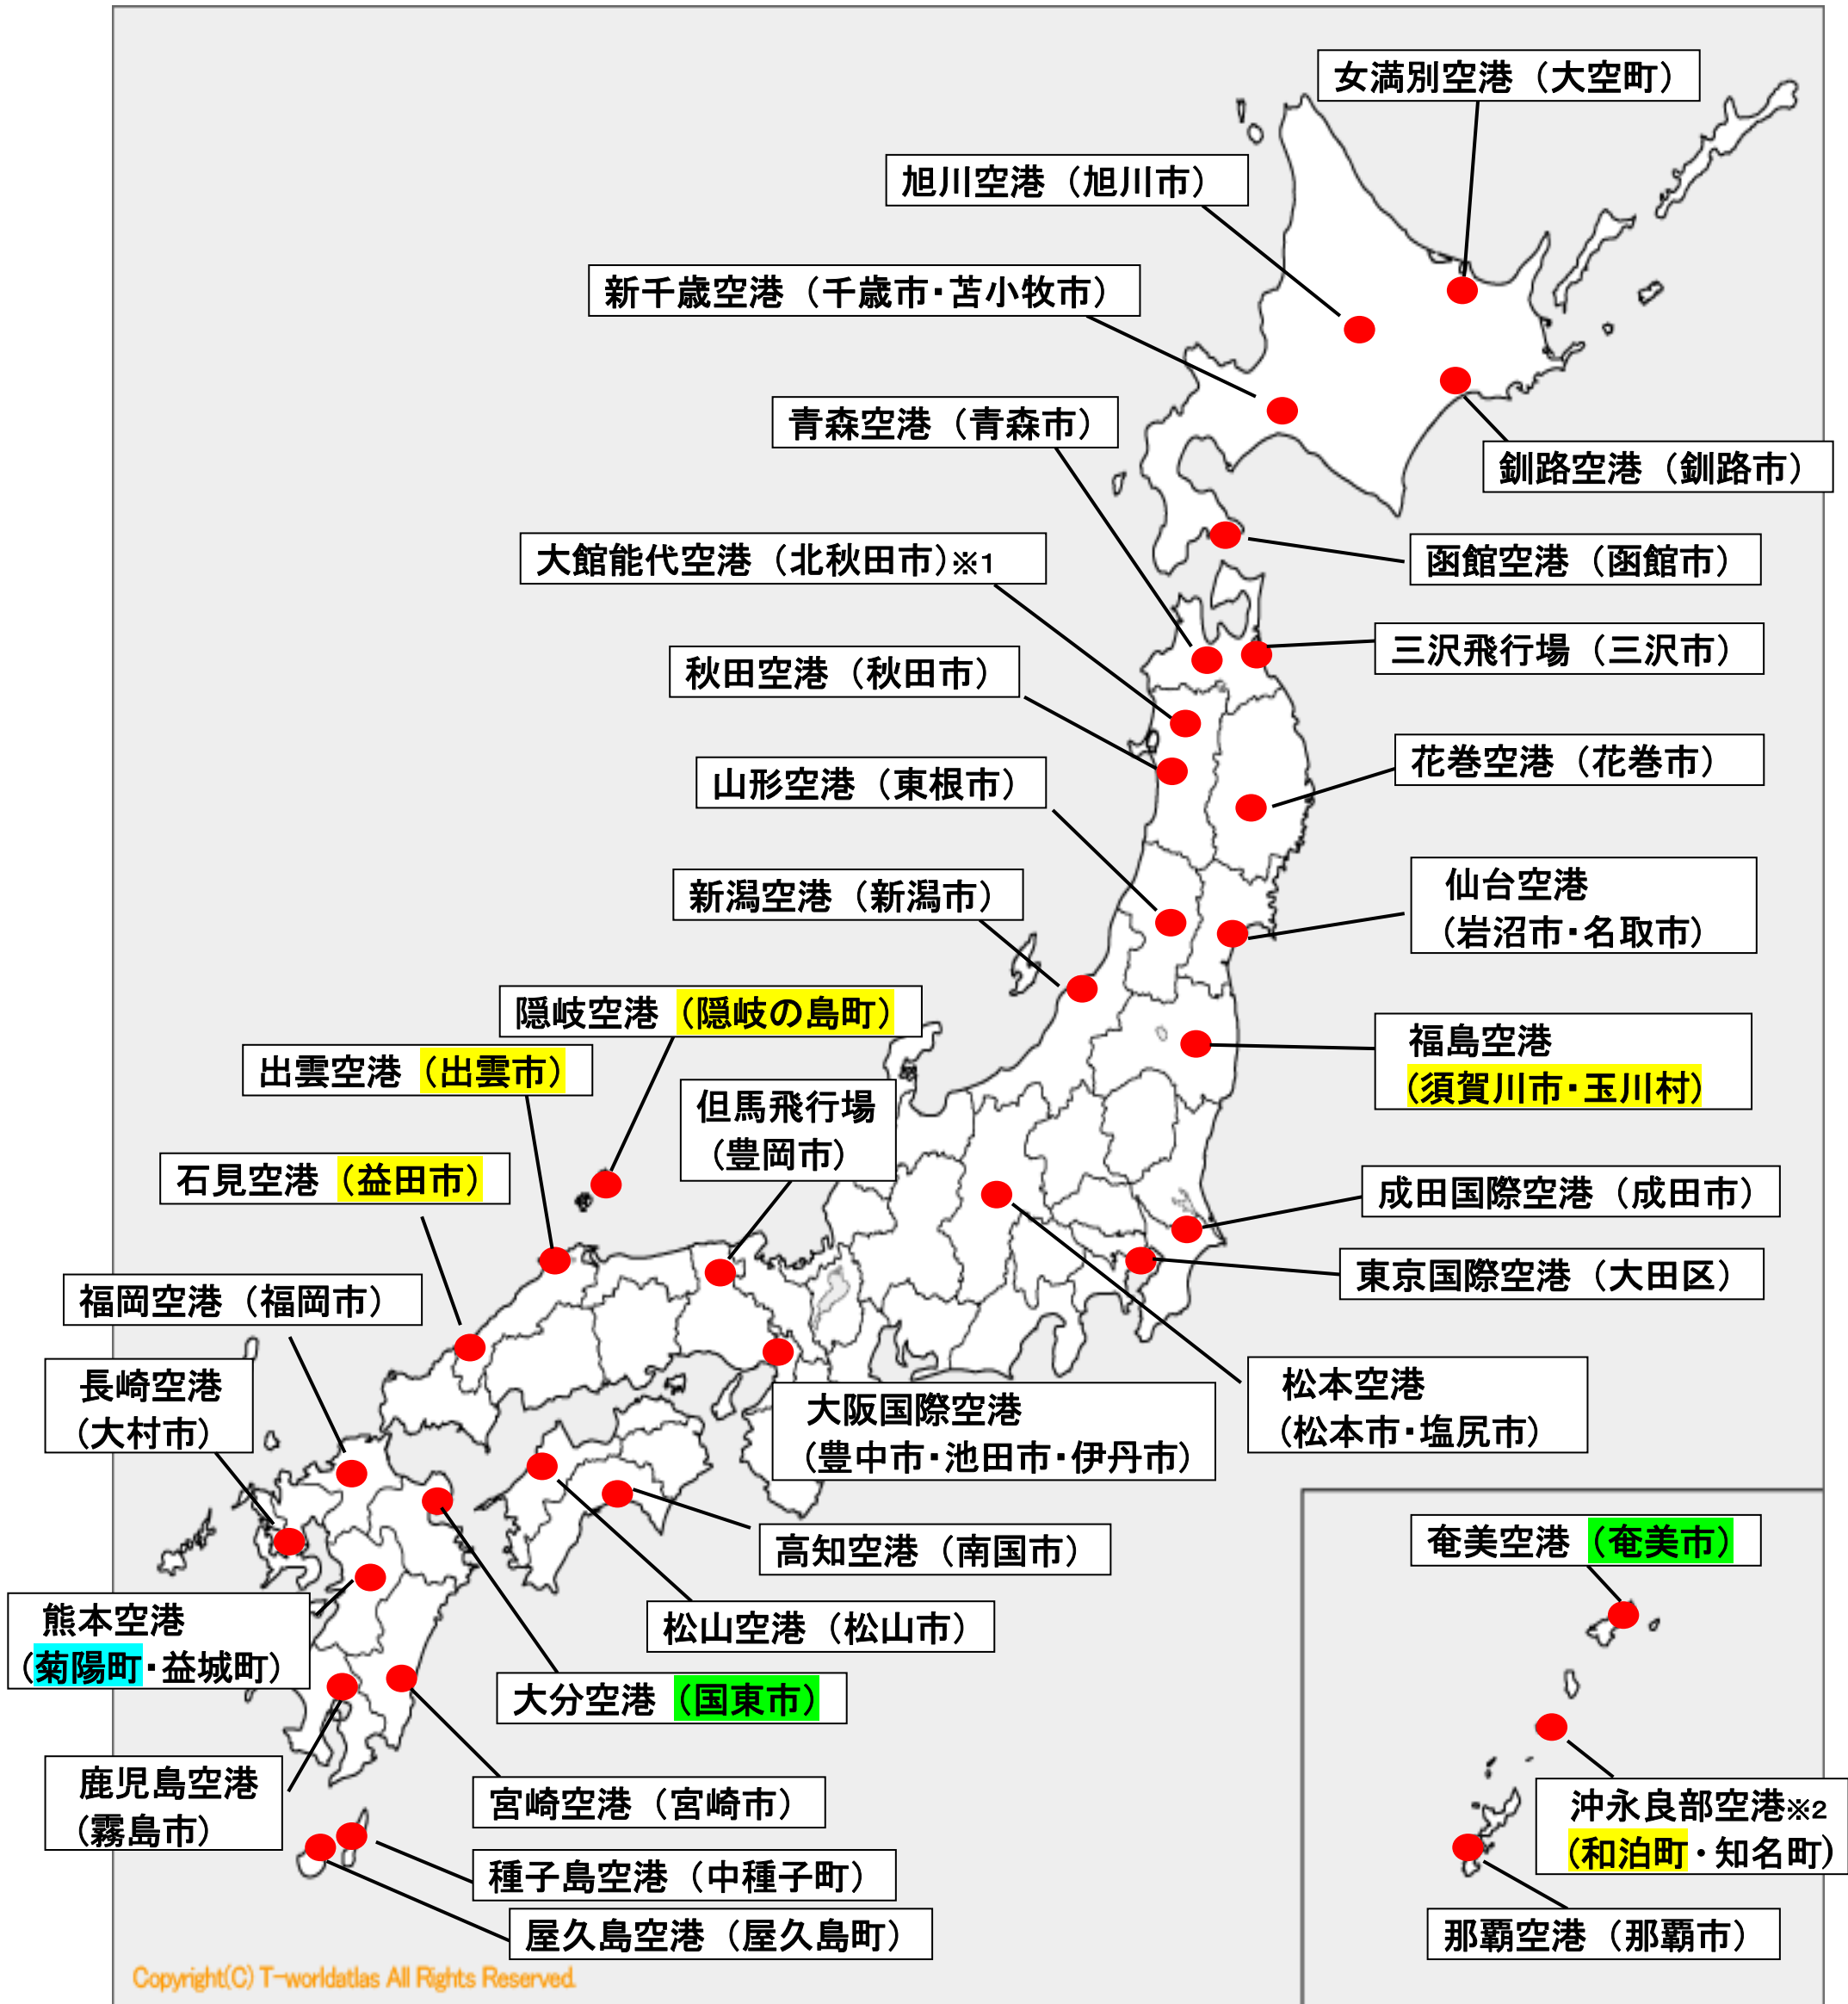 女満別空港（大空町）
旭川空港（旭川市）
新千歳空港（千歳市・苫小牧市）
青森空港（青森市）
釧路空港（釧路市）
大館能代空港（北秋田市）※1
函館空港（函館市）
三沢飛行場（三沢市）
秋田空港（秋田市）
花巻空港（花巻市）
山形空港（東根市）
仙台空港
（岩沼市・名取市）
新潟空港（新潟市）
隠岐空港（隠岐の島町）
福島空港
（須賀川市・玉川村）
出雲空港（出雲市）
但馬飛行場
（豊岡市）
石見空港（益田市）
成田国際空港（成田市）
東京国際空港（大田区）
福岡空港（福岡市）
長崎空港
（大村市）
松本空港
（松本市・塩尻市）
大阪国際空港
（豊中市・池田市・伊丹市）
高知空港（南国市）
奄美空港（奄美市）
熊本空港
（菊陽町・益城町）
松山空港（松山市）
大分空港（国東市）
鹿児島空港
（霧島市）
宮崎空港（宮崎市）
沖永良部空港※2
（和泊町・知名町）
種子島空港（中種子町）
屋久島空港（屋久島町）
那覇空港（那覇市）
Copyright(C) T-worldatlas All Rights Reserved.